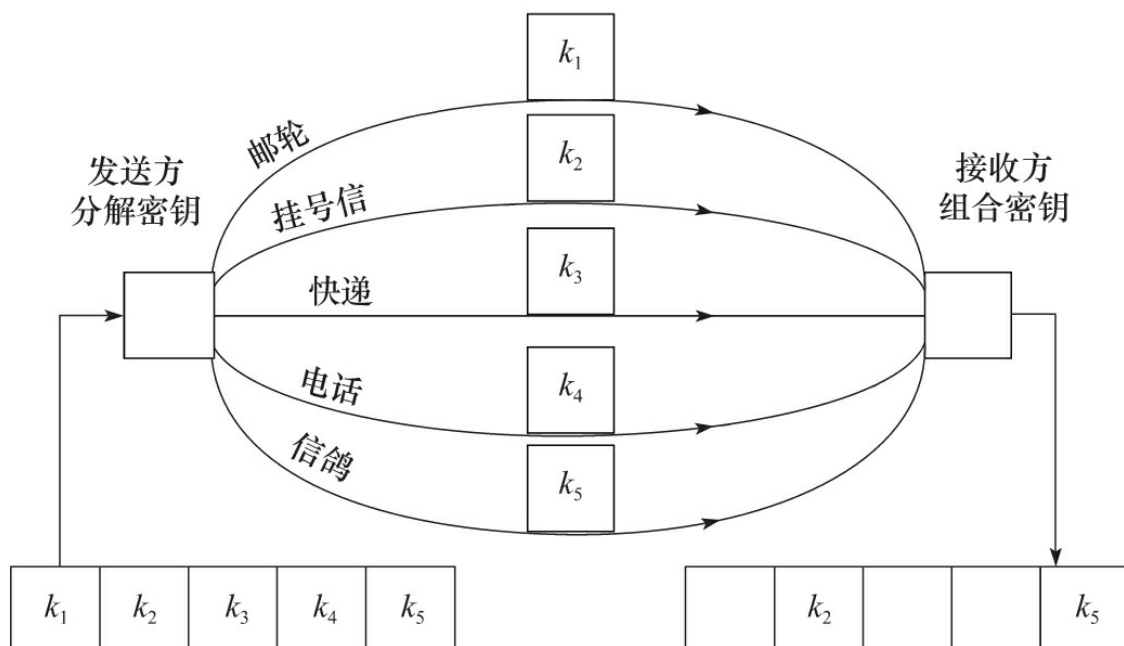 k₁
k₂
k₃
k₄
k₅
邮轮
挂号信
快递
电话
信鸽
发送方
分解密钥
接收方
组合密钥
k₁ k₂ k₃ k₄ k₅
k₂ k₅